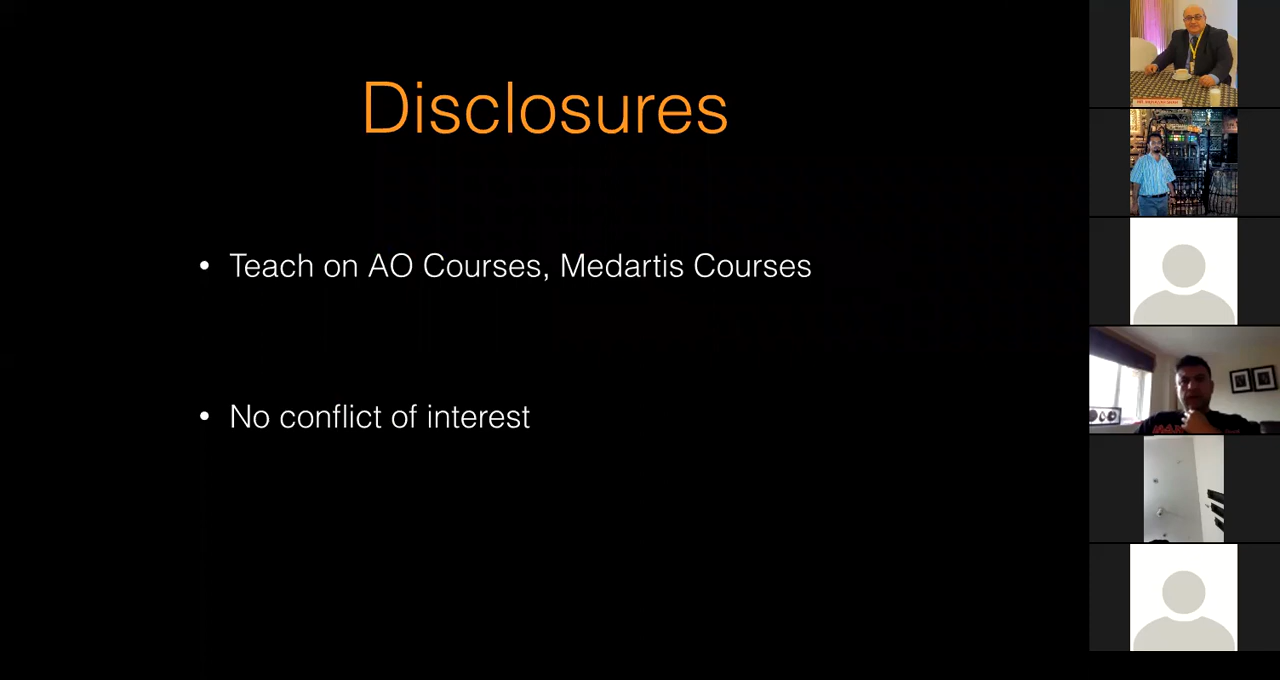 Disclosures
• Teach on AO Courses, Medartis Courses
• No conflict of interest